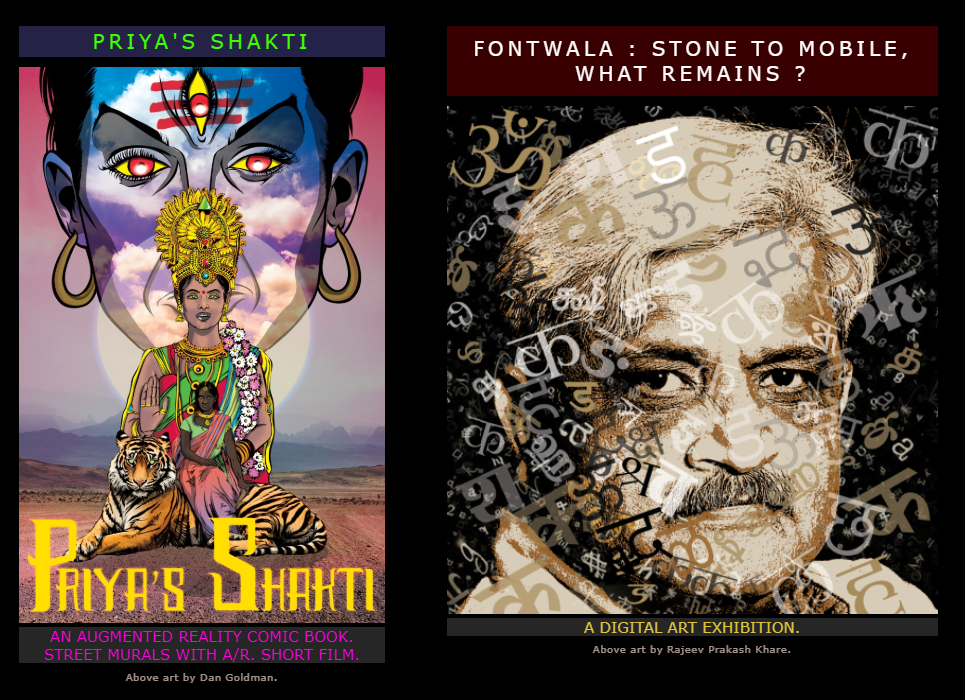 PRIYA'S SHAKTI
PRIYA'S SHAKTI
AN AUGMENTED REALITY COMIC BOOK.
STREET MURALS WITH A/R. SHORT FILM.
Above art by Dan Goldman.
FONTWALA : STONE TO MOBILE,
WHAT REMAINS ?
A DIGITAL ART EXHIBITION.
Above art by Rajeev Prakash Khare.